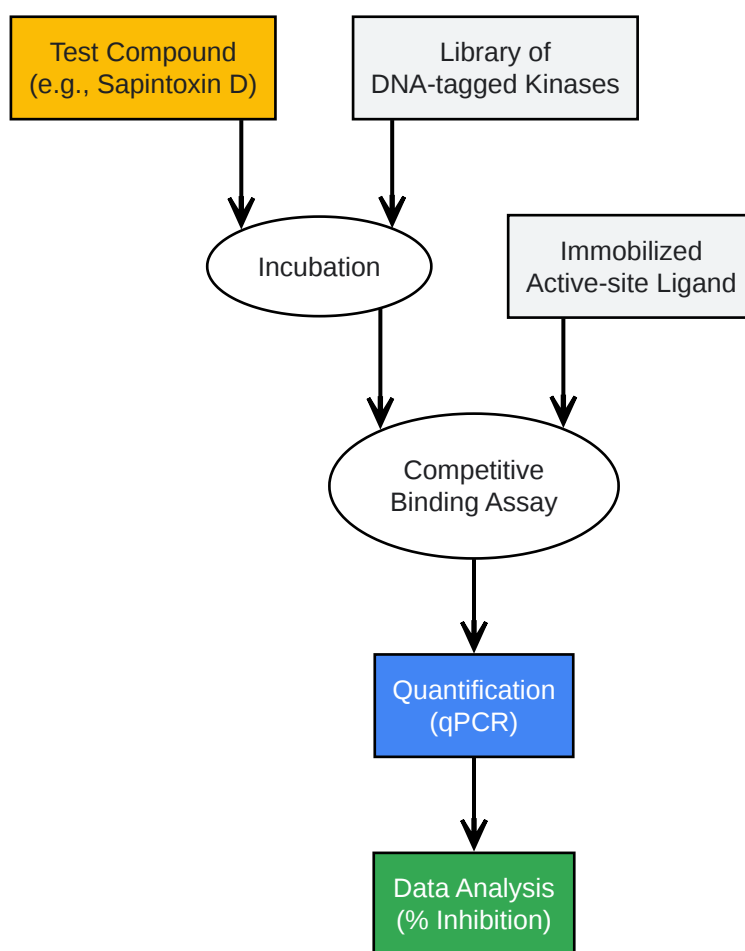 Test Compound
(e.g., Sapintoxin D)
Library of
DNA-tagged Kinases
Incubation
Immobilized
Active-site Ligand
Competitive
Binding Assay
Quantification
(qPCR)
Data Analysis
(% Inhibition)